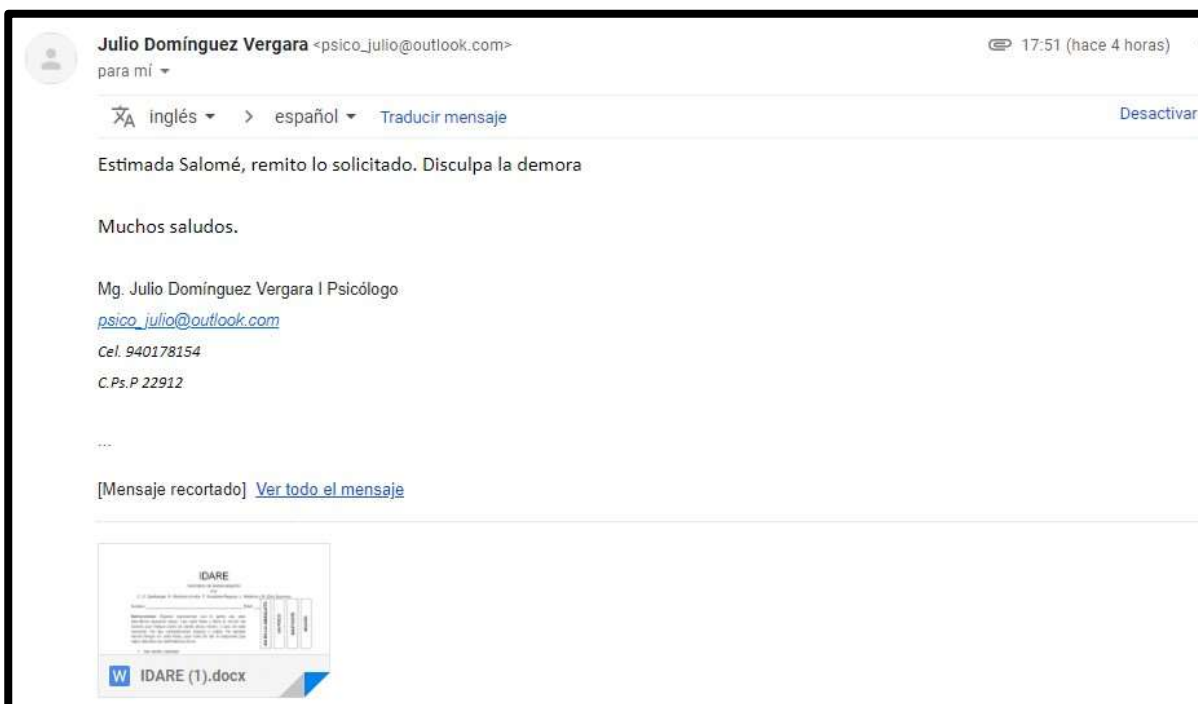 Julio Domínguez Vergara <psico_julio@outlook.com>
17:51 (hace 4 horas)
para mí
inglés > español Traducir mensaje
Desactivar
Estimada Salomé, remito lo solicitado. Disculpa la demora
Muchos saludos.
Mg. Julio Domínguez Vergara I Psicólogo
psico_julio@outlook.com
Cel. 940178154
C.Ps.P 22912
...
[Mensaje recortado] Ver todo el mensaje
IDARE
W IDARE (1).docx